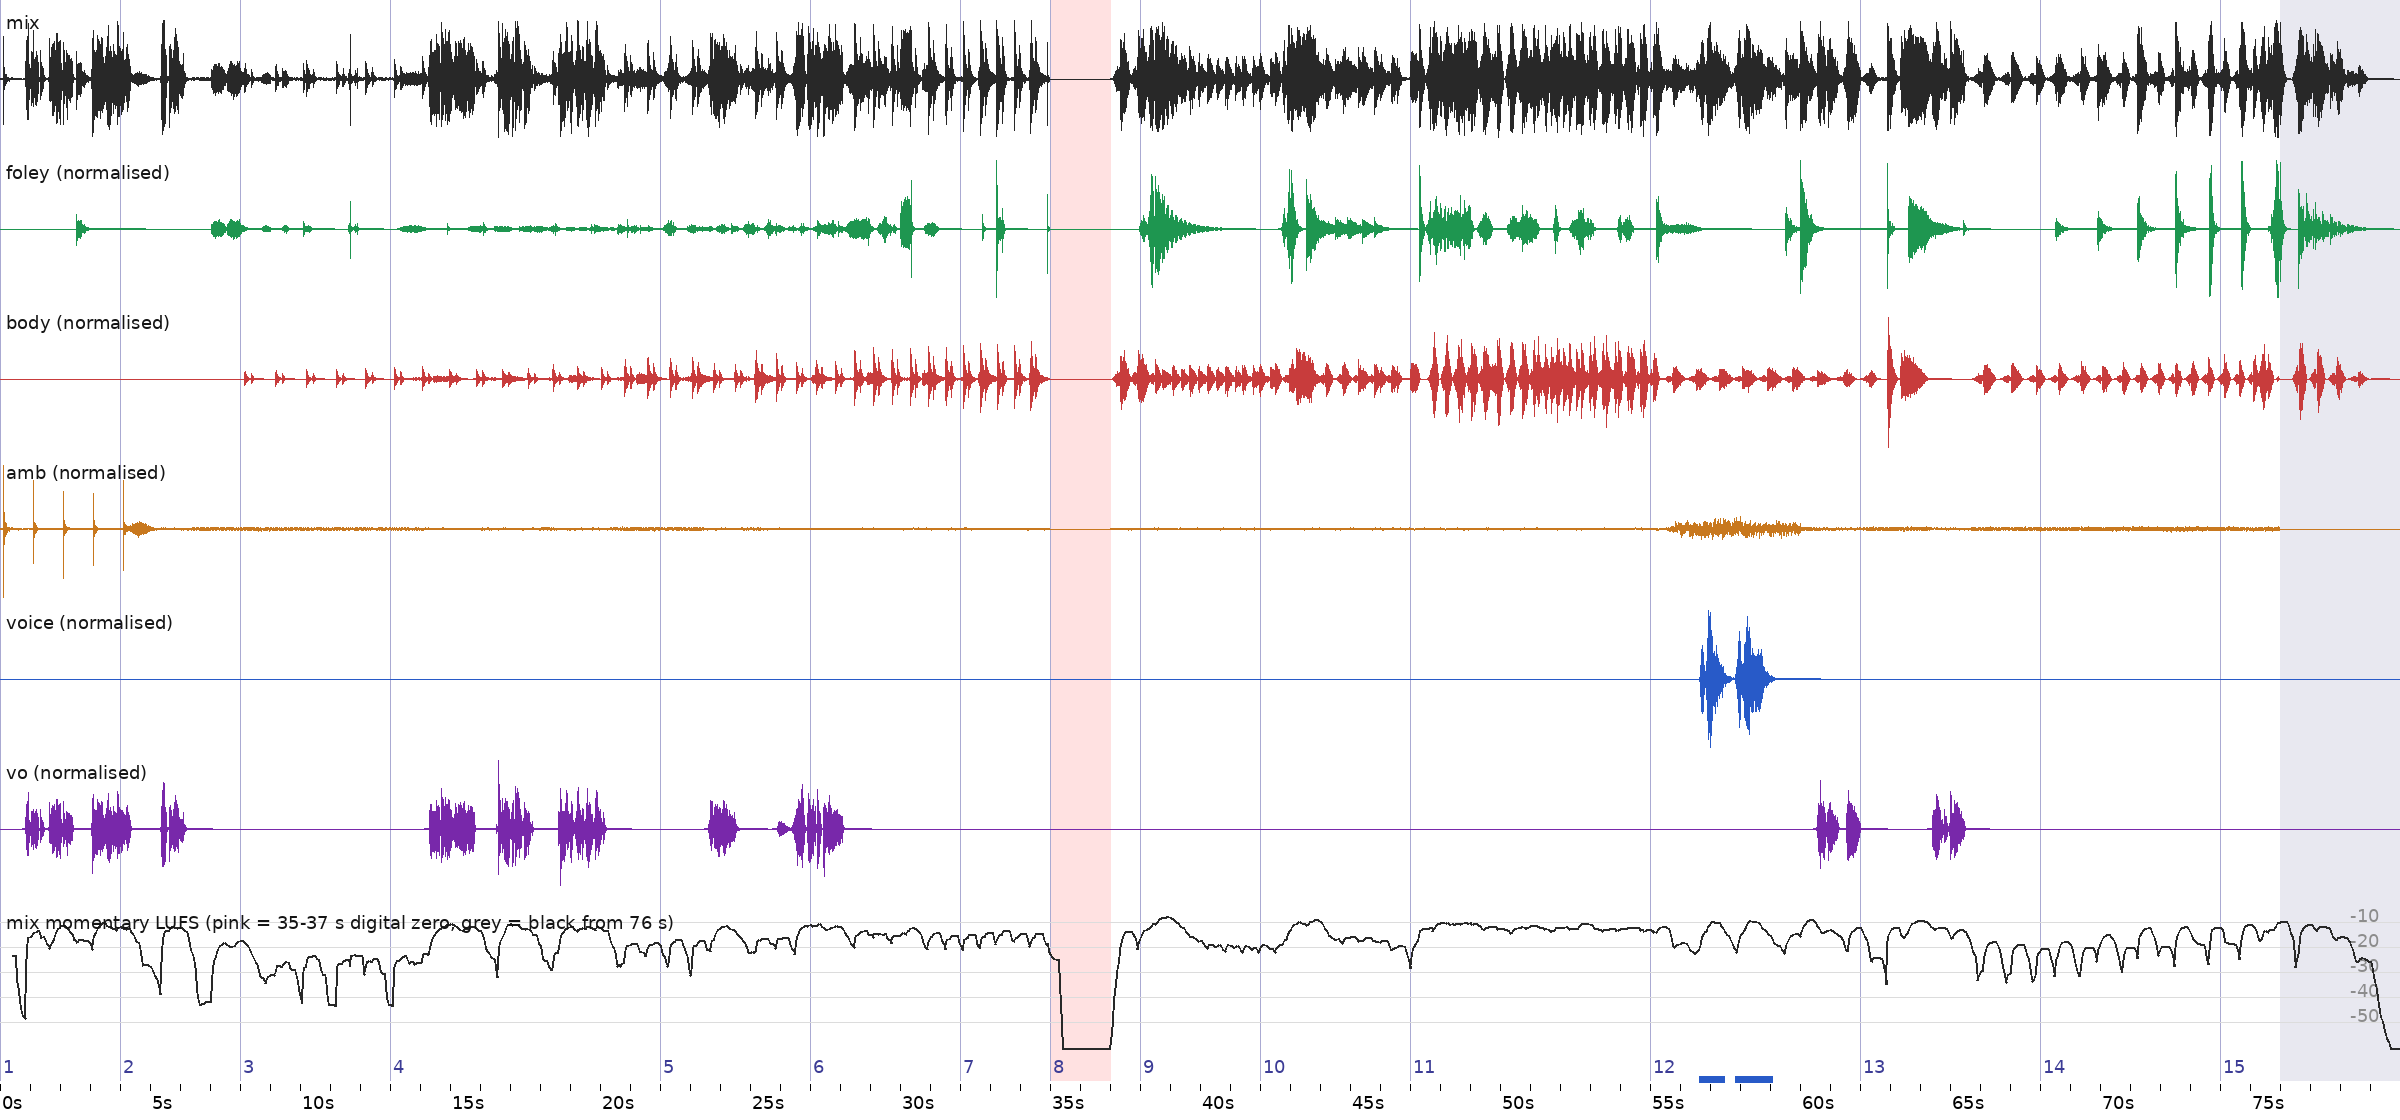 mix
foley (normalised)
body (normalised)
amb (normalised)
voice (normalised)
vo (normalised)
mix momentary LUFS (pink = 35-37 s digital zero, grey = black from 76 s)
-10
-20
-30
-40
-50
1 2 3 4 5 6 7 8 9 10 11 12 13 14 15
0s 5s 10s 15s 20s 25s 30s 35s 40s 45s 50s 55s 60s 65s 70s 75s